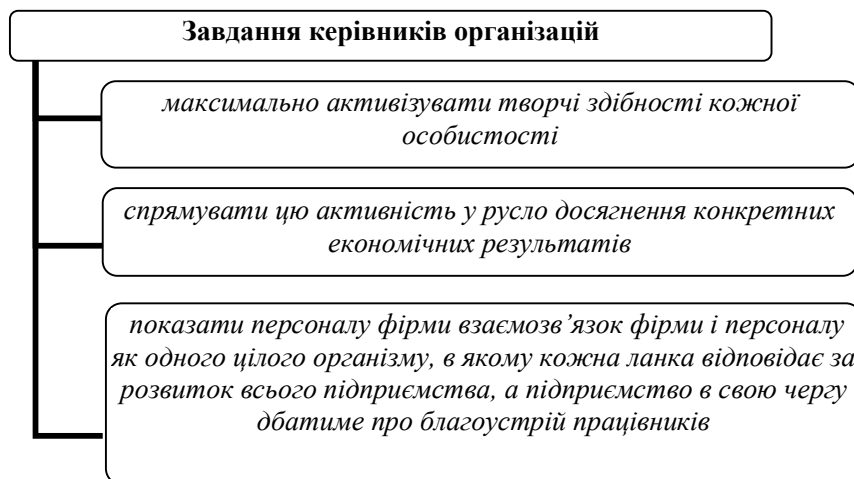 Завдання керівників організацій
максимально активізувати творчі здібності кожної
особистості
спрямувати цю активність у русло досягнення конкретних
економічних результатів
показати персоналу фірми взаємозв’язок фірми і персоналу
як одного цілого організму, в якому кожна ланка відповідає за
розвиток всього підприємства, а підприємство в свою чергу
дбатиме про благоустрій працівників